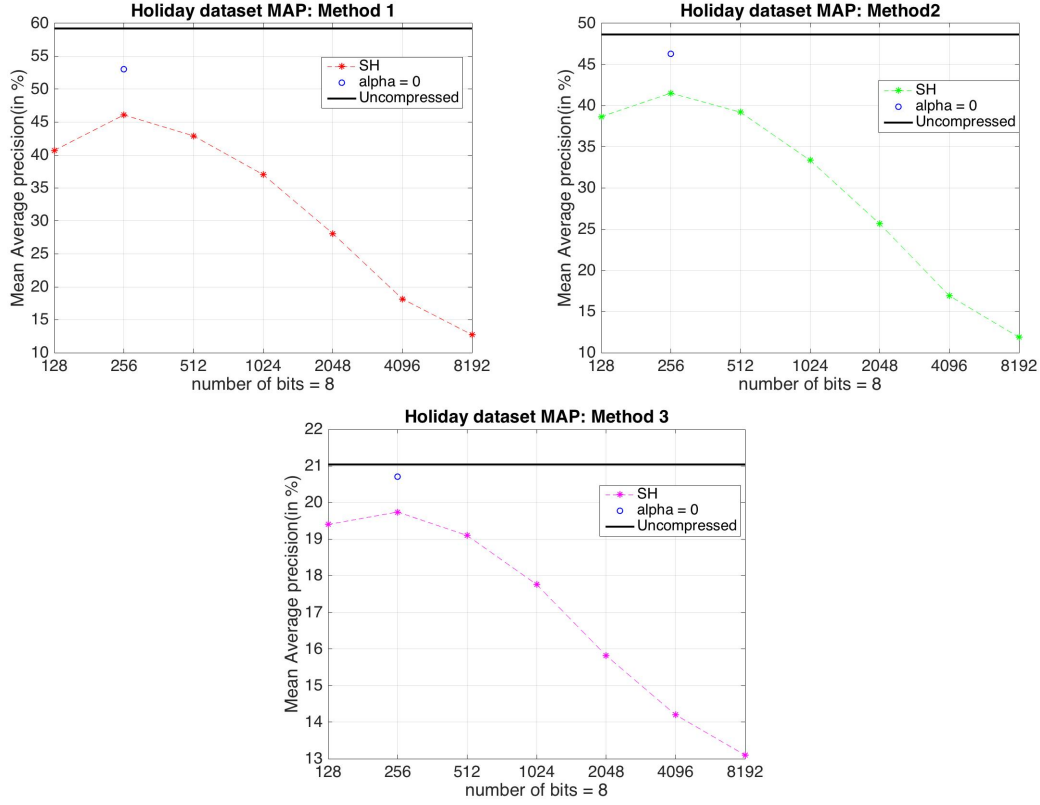 Holiday dataset MAP: Method 1
Mean Average precision(in %)
60
55
50
45
40
35
30
25
20
15
10
SH
alpha = 0
Uncompressed
128 256 512 1024 2048 4096 8192
number of bits = 8
Holiday dataset MAP: Method2
Mean Average precision(in %)
50
45
40
35
30
25
20
15
10
SH
alpha = 0
Uncompressed
128 256 512 1024 2048 4096 8192
number of bits = 8
Holiday dataset MAP: Method 3
Mean Average precision(in %)
22
21
20
19
18
17
16
15
14
13
SH
alpha = 0
Uncompressed
128 256 512 1024 2048 4096 8192
number of bits = 8